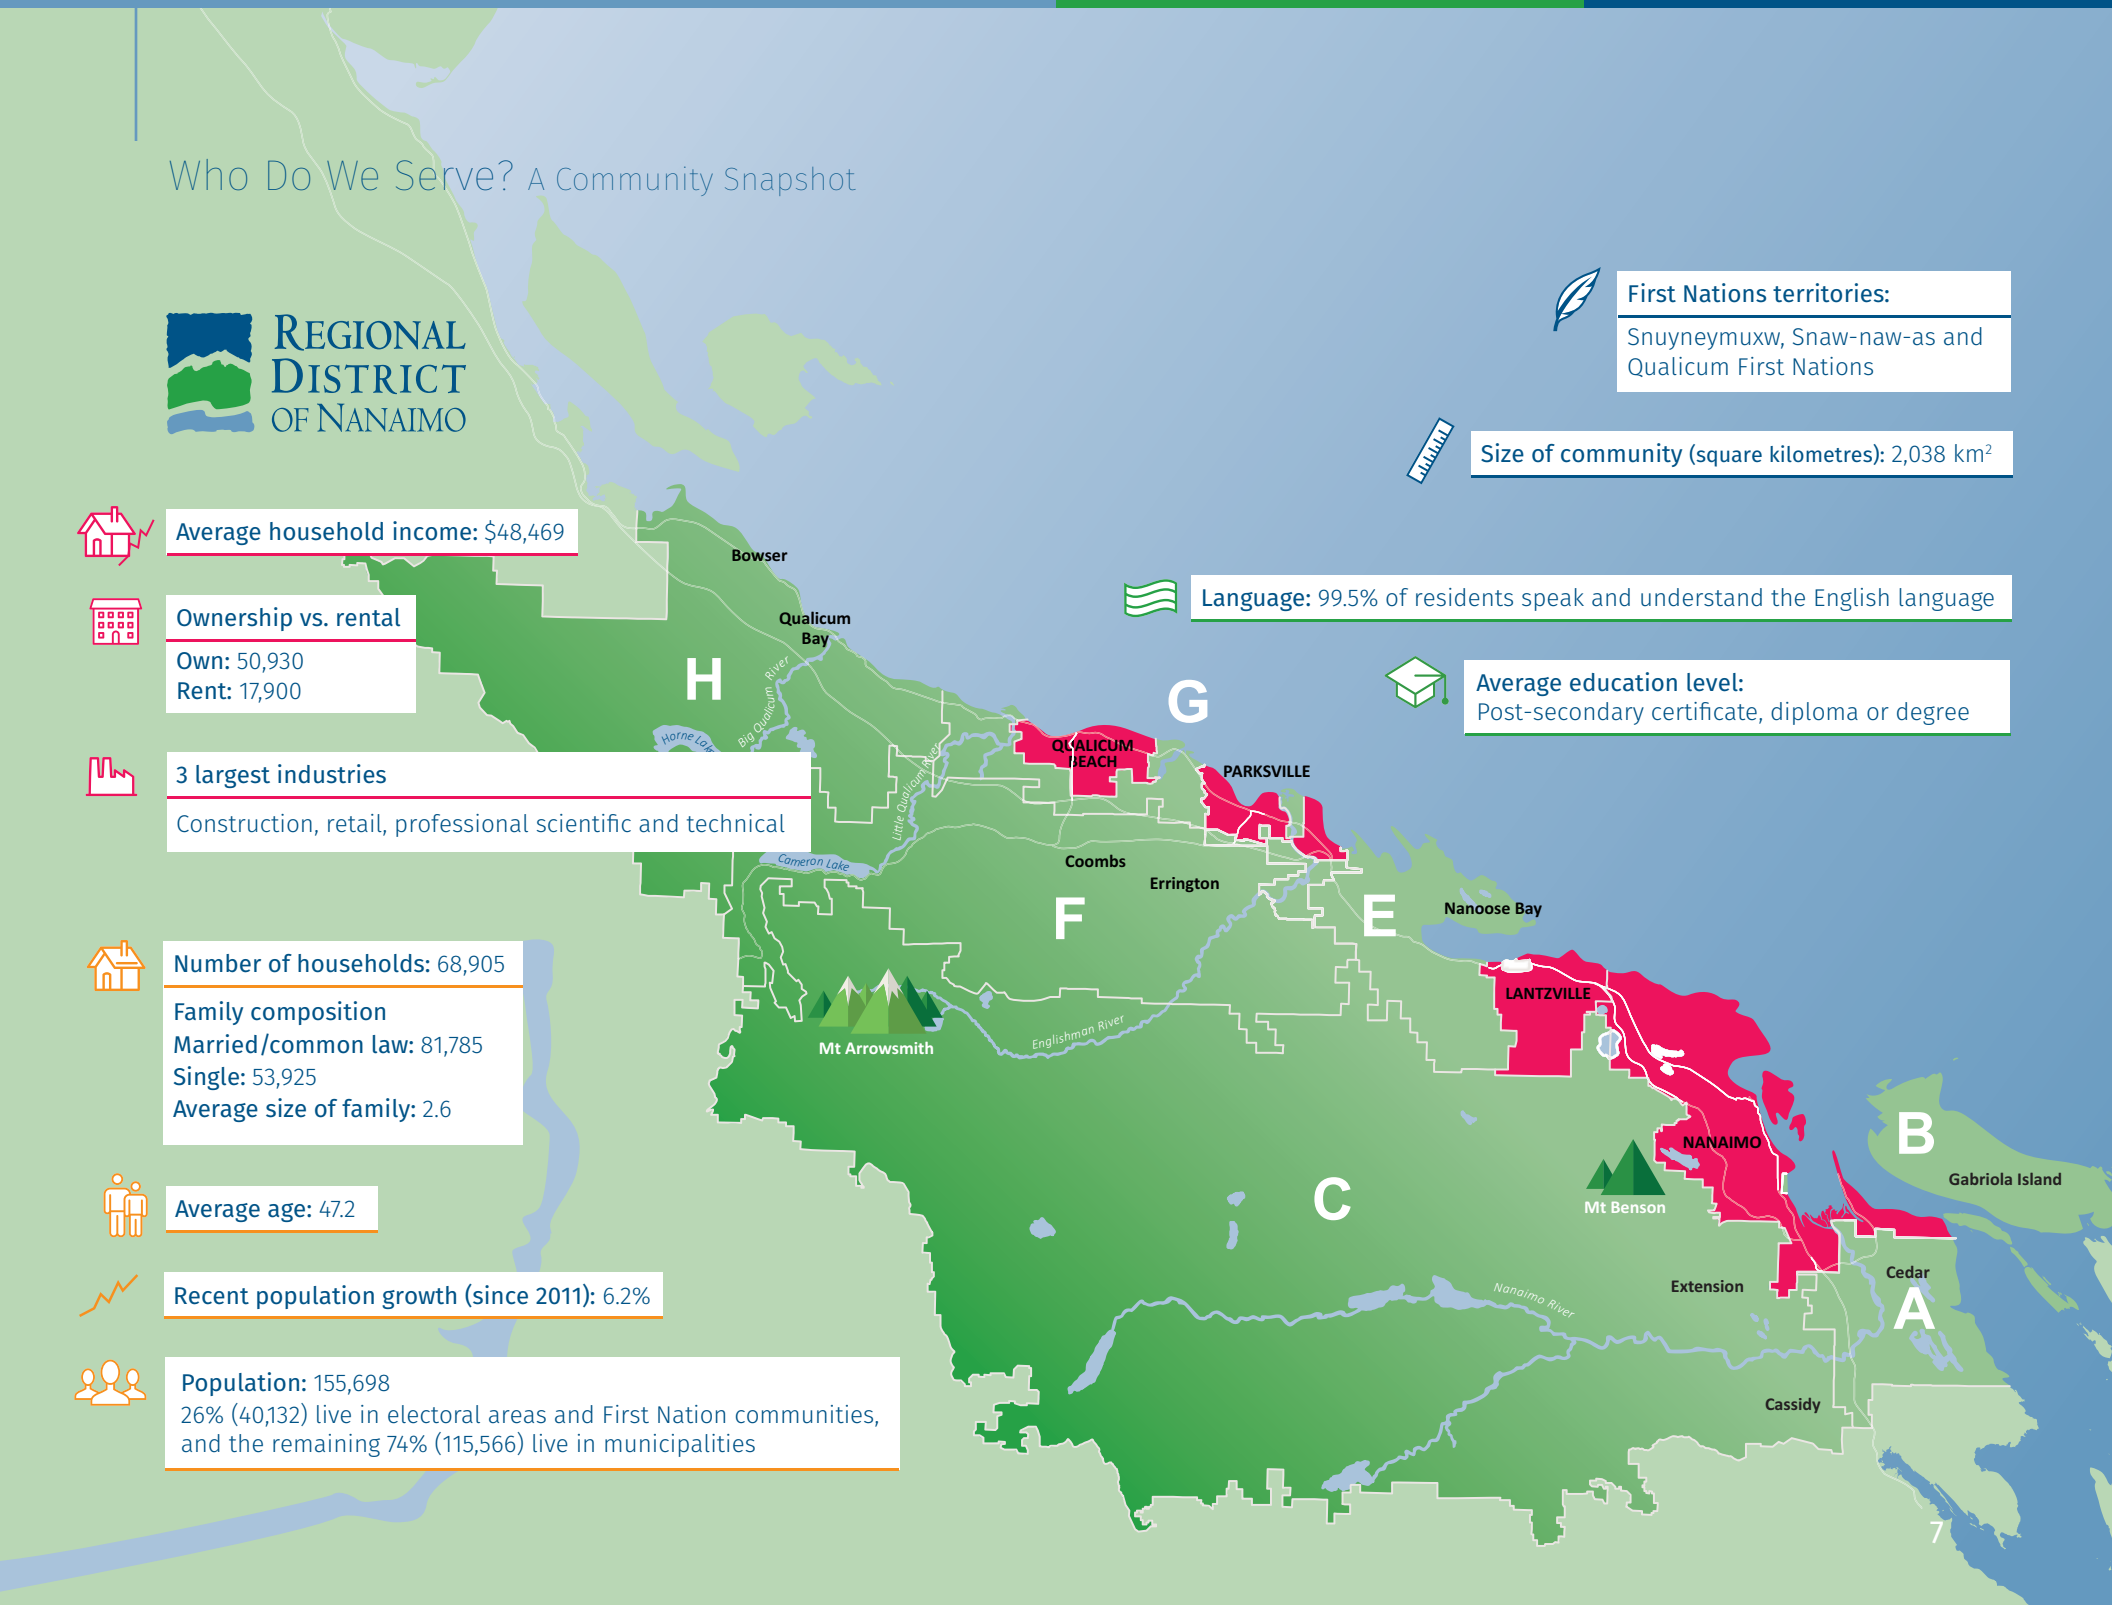 Who Do We Serve? A Community Snapshot
REGIONAL
DISTRICT
OF NANAIMO
First Nations territories:
Snuyneymuxw, Snaw-naw-as and
Qualicum First Nations
Size of community (square kilometres): 2,038 km²
Average household income: $48,469
Ownership vs. rental
Own: 50,930
Rent: 17,900
Language: 99.5% of residents speak and understand the English language
Average education level:
Post-secondary certificate, diploma or degree
3 largest industries
Construction, retail, professional scientific and technical
Number of households: 68,905
Family composition
Married/common law: 81,785
Single: 53,925
Average size of family: 2.6
Average age: 47.2
Recent population growth (since 2011): 6.2%
Population: 155,698
26% (40,132) live in electoral areas and First Nation communities,
and the remaining 74% (115,566) live in municipalities
Bowser
Qualicum
Bay
H
Big Qualicum River
Horne Lake
G
QUALICUM
BEACH
PARKSVILLE
Little Qualicum River
Cameron Lake
Coombs
Errington
F
E
Nanoose Bay
LANTZVILLE
Mt Arrowsmith
Englishman River
C
NANAIMO
Mt Benson
B
Gabriola Island
Extension
Nanaimo River
Cedar
A
Cassidy
7